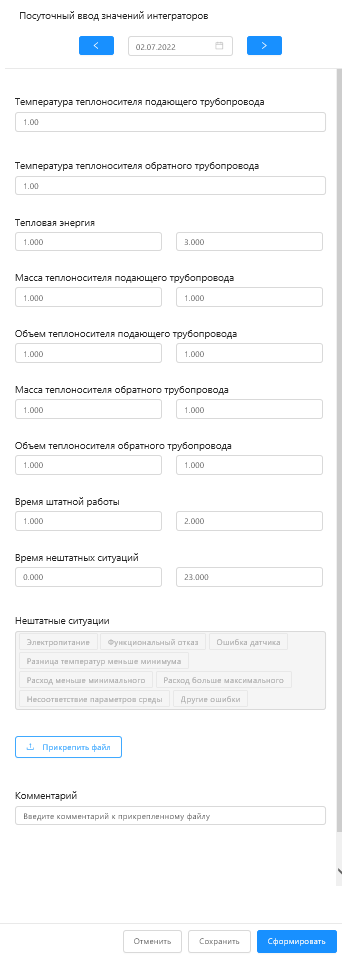 Посуточный ввод значений интеграторов
02.07.2022
Температура теплоносителя подающего трубопровода
1.00
Температура теплоносителя обратного трубопровода
1.00
Тепловая энергия
1.000 3.000
Масса теплоносителя подающего трубопровода
1.000 1.000
Объем теплоносителя подающего трубопровода
1.000 1.000
Масса теплоносителя обратного трубопровода
1.000 1.000
Объем теплоносителя обратного трубопровода
1.000 1.000
Время штатной работы
1.000 2.000
Время нештатных ситуаций
0.000 23.000
Нештатные ситуации
Электропитание Функциональный отказ Ошибка датчика
Разница температур меньше минимума
Расход меньше минимального Расход больше максимального
Несоответствие параметров среды Другие ошибки
Прикрепить файл
Комментарий
Введите комментарий к прикрепленному файлу
Отменить Сохранить Сформировать